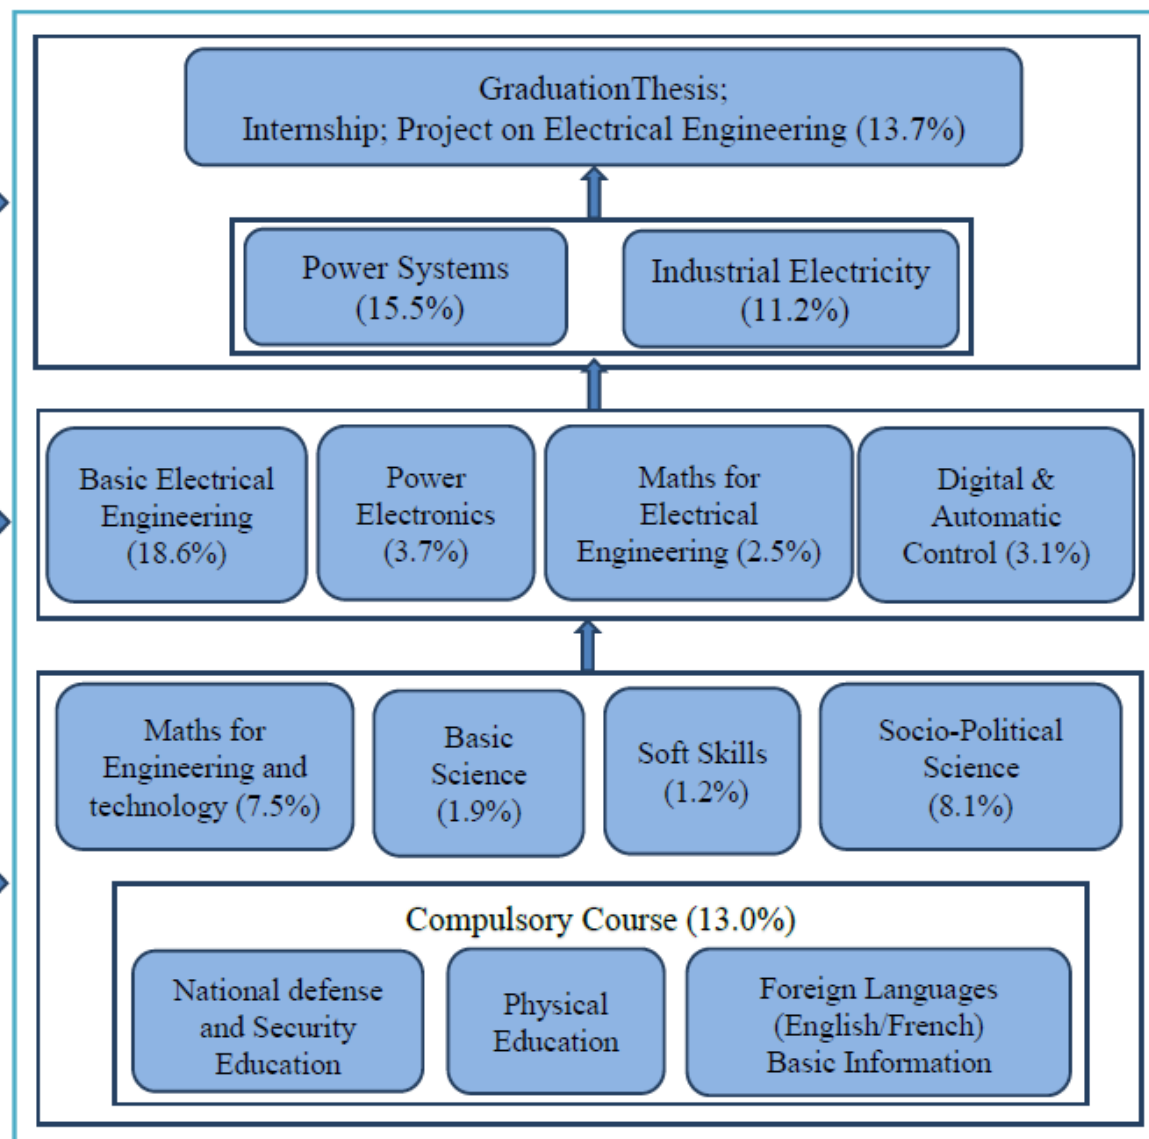 GraduationThesis;
Internship; Project on Electrical Engineering (13.7%)
Power Systems
(15.5%)
Industrial Electricity
(11.2%)
Basic Electrical
Engineering
(18.6%)
Power
Electronics
(3.7%)
Maths for
Electrical
Engineering (2.5%)
Digital &
Automatic
Control (3.1%)
Maths for
Engineering and
technology (7.5%)
Basic
Science
(1.9%)
Soft Skills
(1.2%)
Socio-Political
Science
(8.1%)
Compulsory Course (13.0%)
National defense
and Security
Education
Physical
Education
Foreign Languages
(English/French)
Basic Information